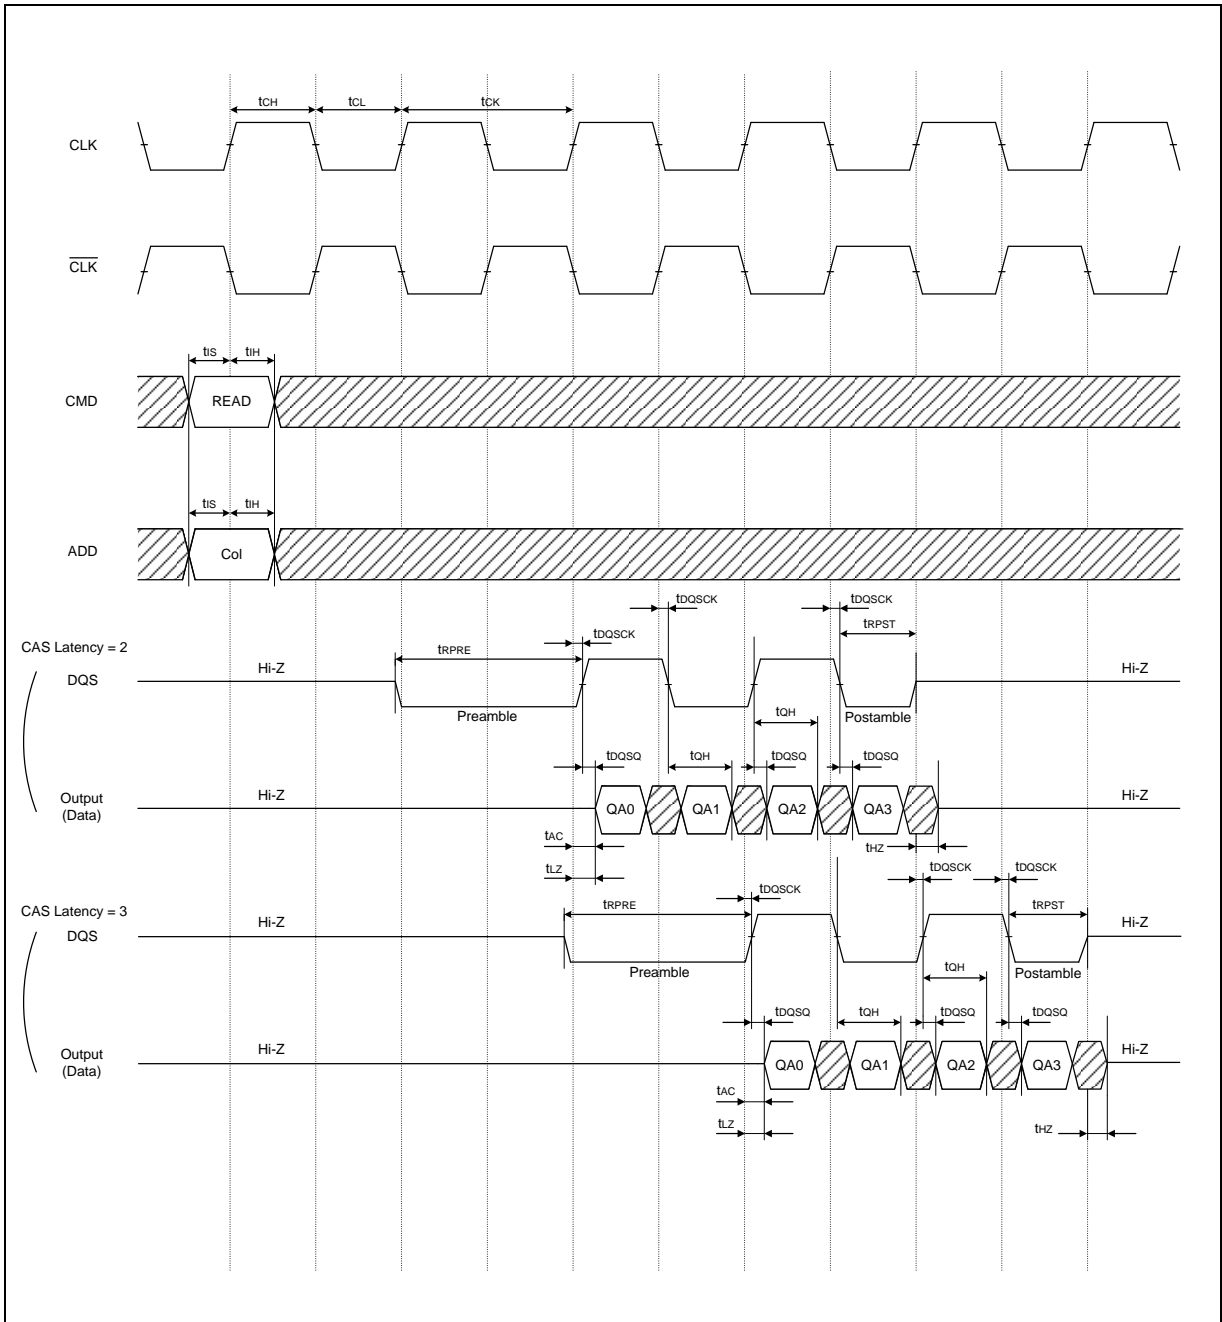 tCH tCL tCK
CLK
CLK
tIS tIH
CMD READ
tIS tIH
ADD Col
tDQSCK tDQSCK
tRPST
tDQSCK
CAS Latency = 2
tRPRE
Hi-Z Hi-Z
DQS
Preamble tQH Postamble
tDQSQ tQH tDQSQ tDQSQ
Hi-Z Hi-Z
Output
(Data)
QA0 QA1 QA2 QA3
tAC tHZ
tLZ tDQSCK tDQSCK
tDQSCK
CAS Latency = 3
tRPRE tRPST
Hi-Z Hi-Z
DQS
Preamble tQH Postamble
tDQSQ tQH tDQSQ tDQSQ
Hi-Z Hi-Z
Output
(Data)
QA0 QA1 QA2 QA3
tAC
tLZ tHZ